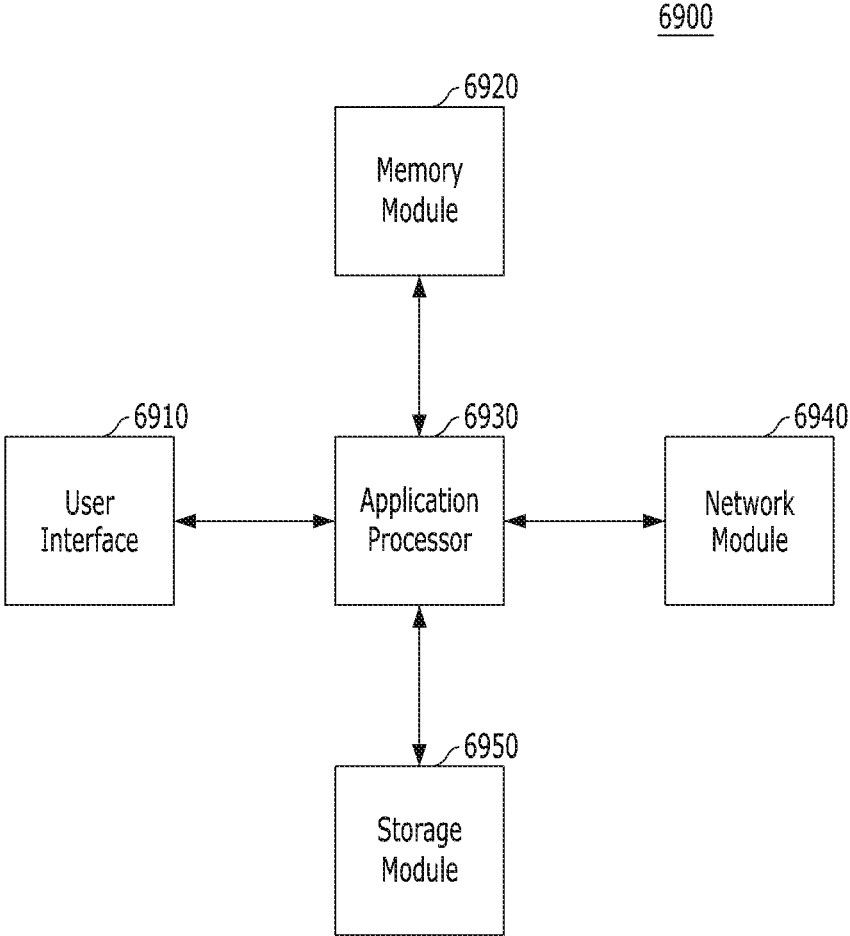 6900
6920
Memory
Module
6910
User
Interface
6930
Application
Processor
6940
Network
Module
6950
Storage
Module